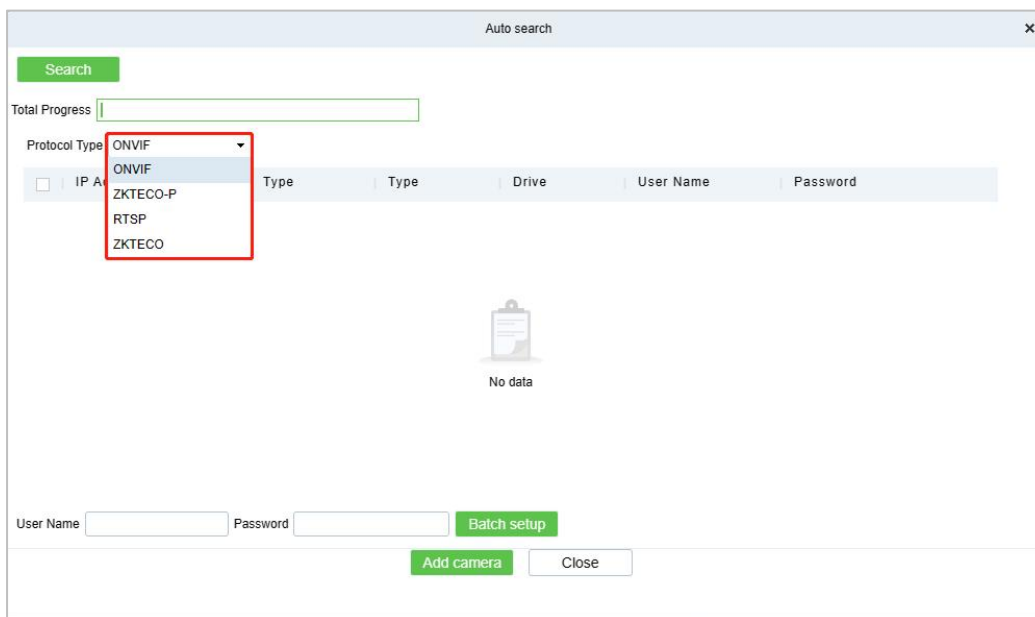 Auto search ×
Search
Total Progress
Protocol Type ONVIF
ONVIF
IP Type Type Drive User Name Password
ZKTECO-P
RTSP
ZKTECO
No data
User Name Password Batch setup
Add camera Close